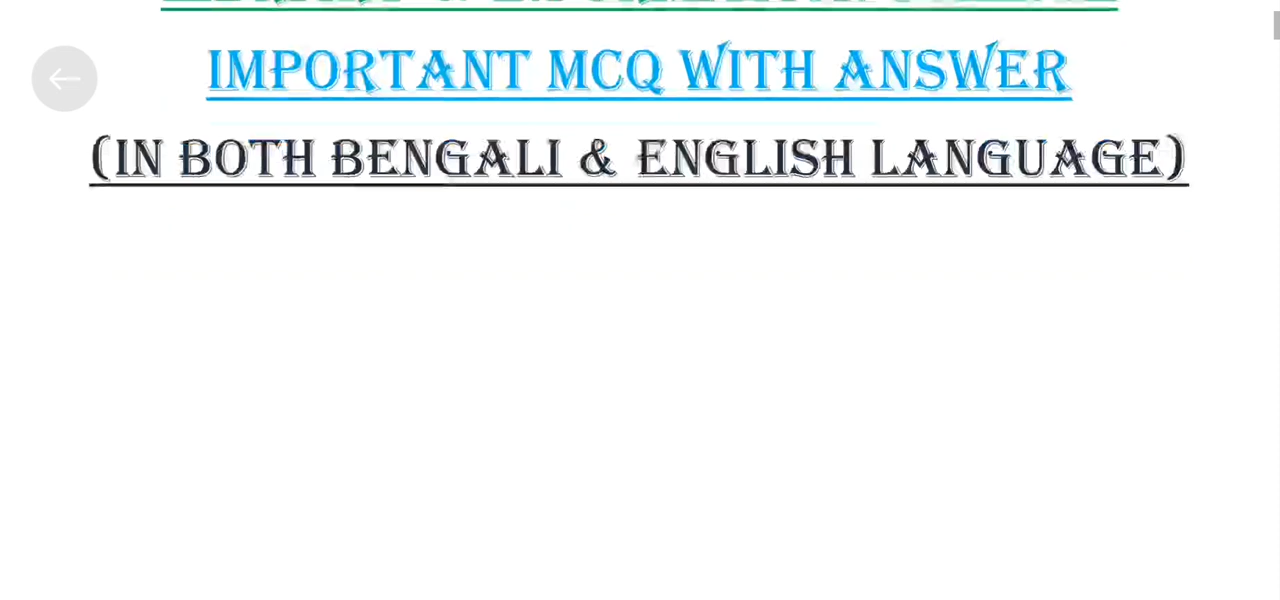 IMPORTANT MCQ WITH ANSWER
(IN BOTH BENGALI & ENGLISH LANGUAGE)